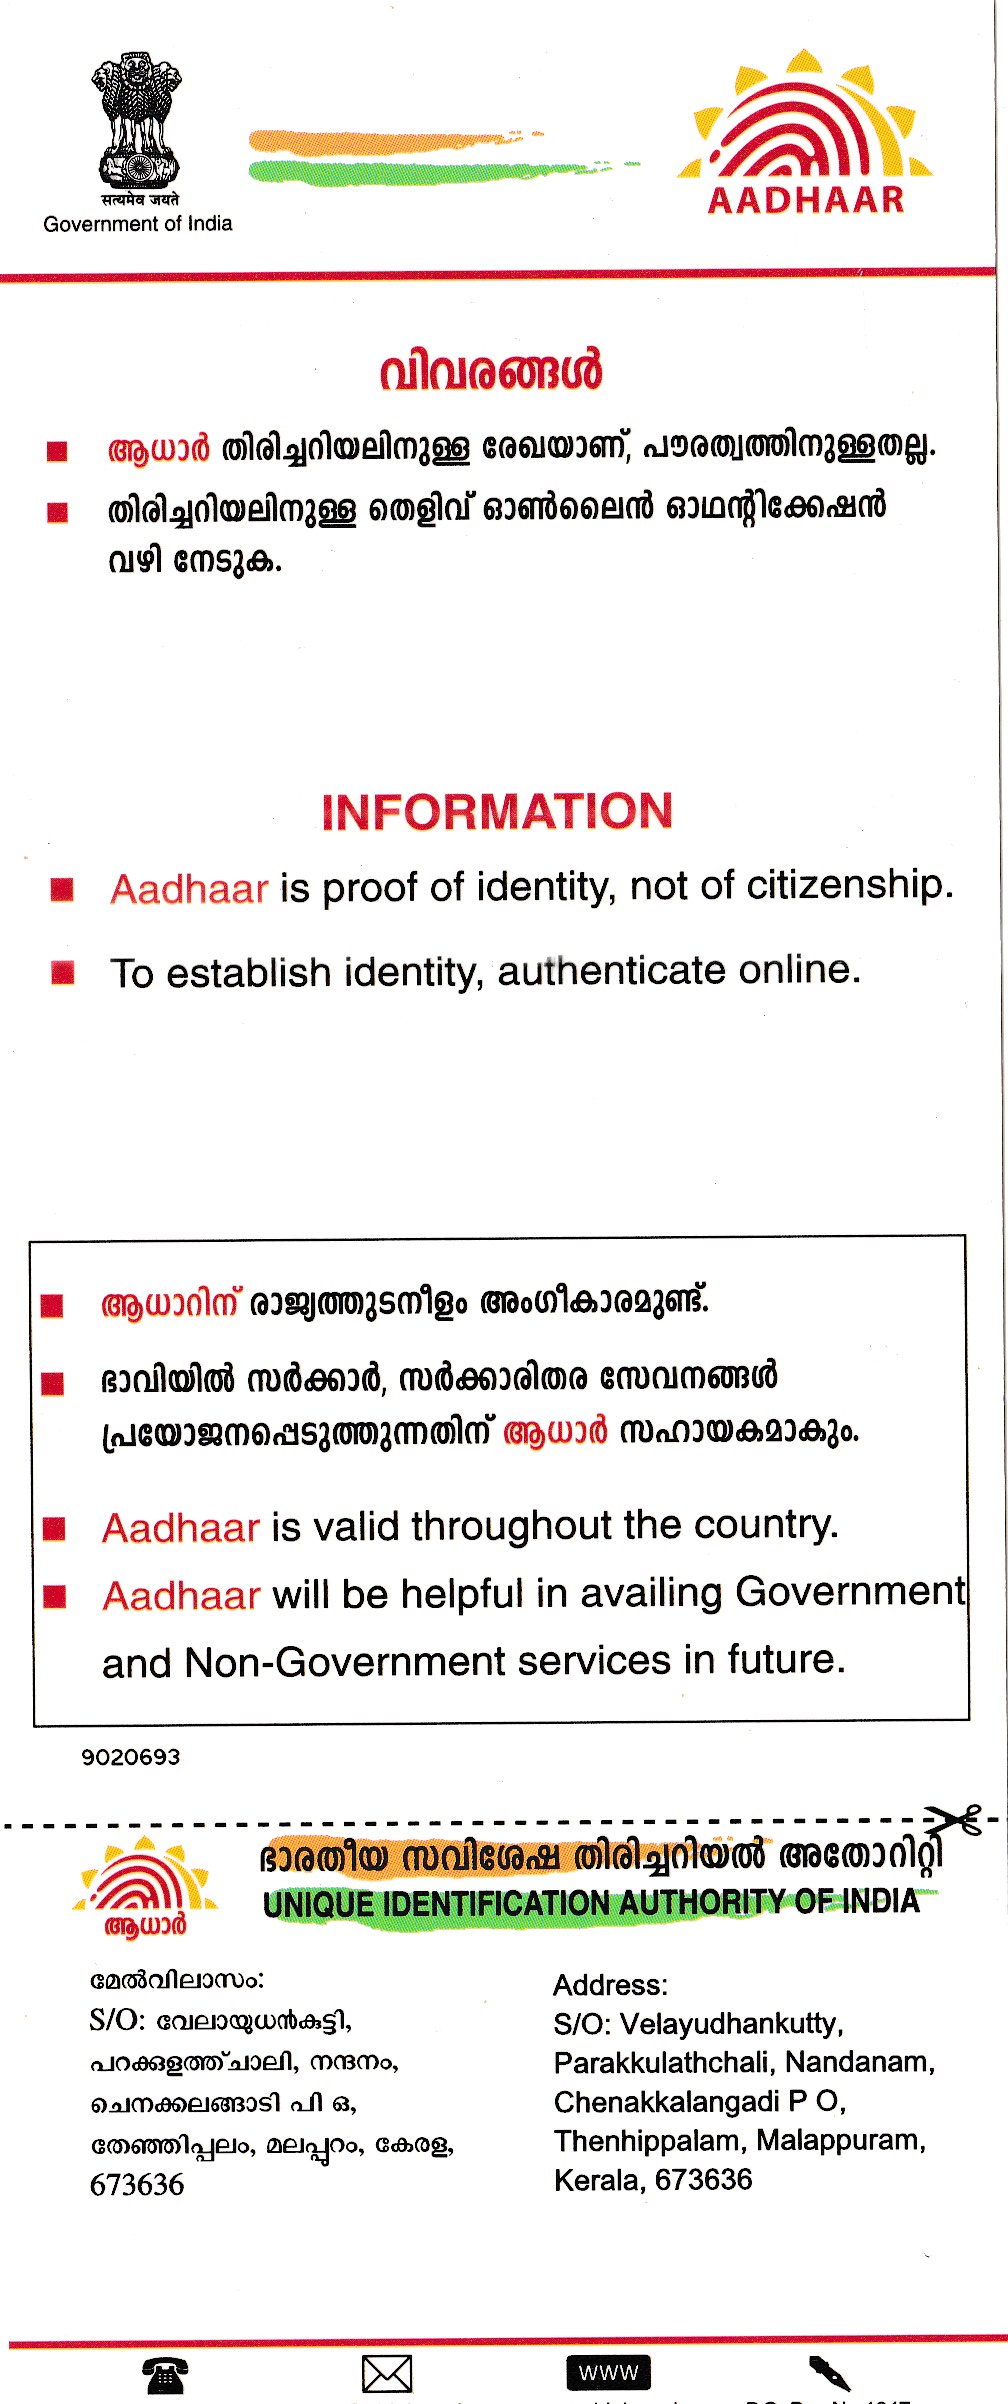 सत्यमेव जयते
Government of India
AADHAAR
വിവരങ്ങൾ
ആധാർ തിരിച്ചറിയലിനുള്ള രേഖയാണ്, പൗരത്വത്തിനുള്ളതല്ല.
തിരിച്ചറിയലിനുള്ള തെളിവ് ഓൺലൈൻ ഓഥന്റിക്കേഷൻ
വഴി നേടുക.
INFORMATION
Aadhaar is proof of identity, not of citizenship.
To establish identity, authenticate online.
ആധാറിന് രാജ്യത്തുടനീളം അംഗീകാരമുണ്ട്.
ഭാവിയിൽ സർക്കാർ, സർക്കാരിതര സേവനങ്ങൾ
പ്രയോജനപ്പെടുത്തുന്നതിന് ആധാർ സഹായകമാകും.
Aadhaar is valid throughout the country.
Aadhaar will be helpful in availing Government
and Non-Government services in future.
9020693
ഭാരതീയ സവിശേഷ തിരിച്ചറിയൽ അതോറിറ്റി
UNIQUE IDENTIFICATION AUTHORITY OF INDIA
ആധാർ
മേൽവിലാസം:
S/O: വേലായുധൻകുട്ടി,
പറക്കുളത്ത്ചാലി, നന്ദനം,
ചെനക്കലങ്ങാടി പി ഒ,
തേഞ്ഞിപ്പലം, മലപ്പുറം, കേരള,
673636
Address:
S/O: Velayudhankutty,
Parakkulathchali, Nandanam,
Chenakkalangadi P O,
Thenhippalam, Malappuram,
Kerala, 673636
WWW